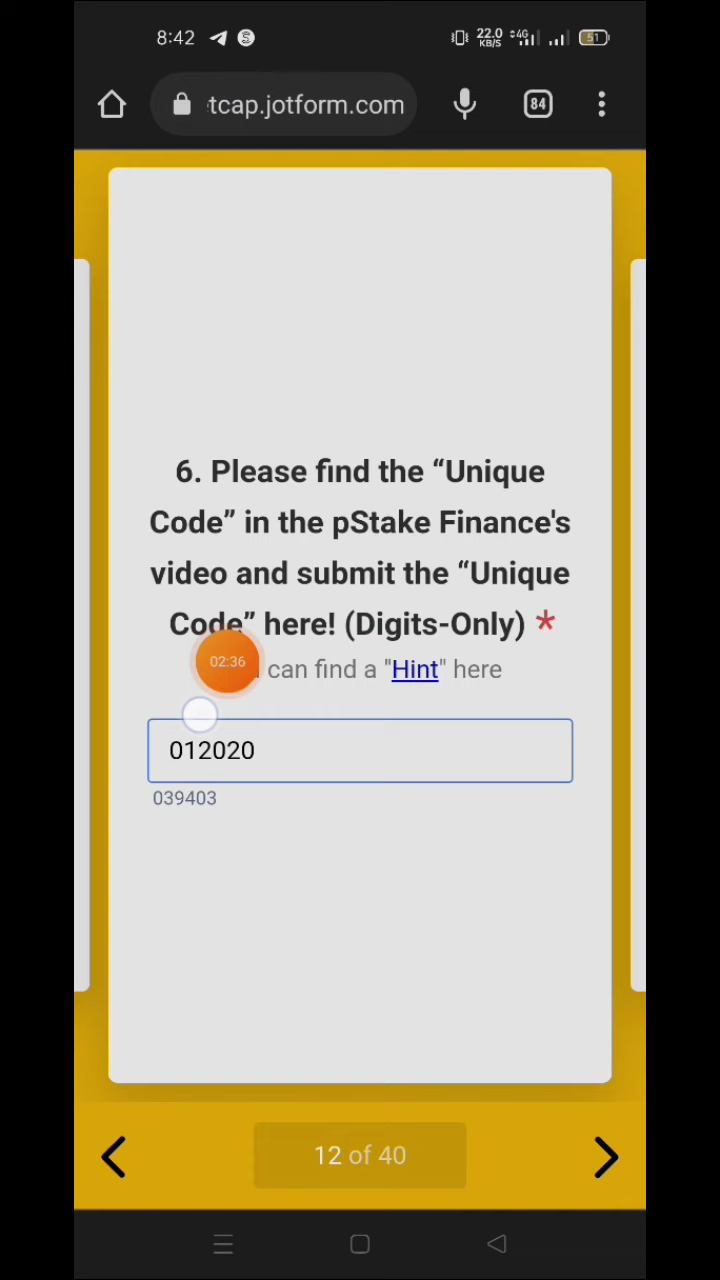 8:42
22.0
KB/S
4G
51
tcap.jotform.com
84
6. Please find the “Unique
Code” in the pStake Finance's
video and submit the “Unique
Code” here! (Digits-Only) *
02:36
can find a "Hint" here
012020
039403
12 of 40